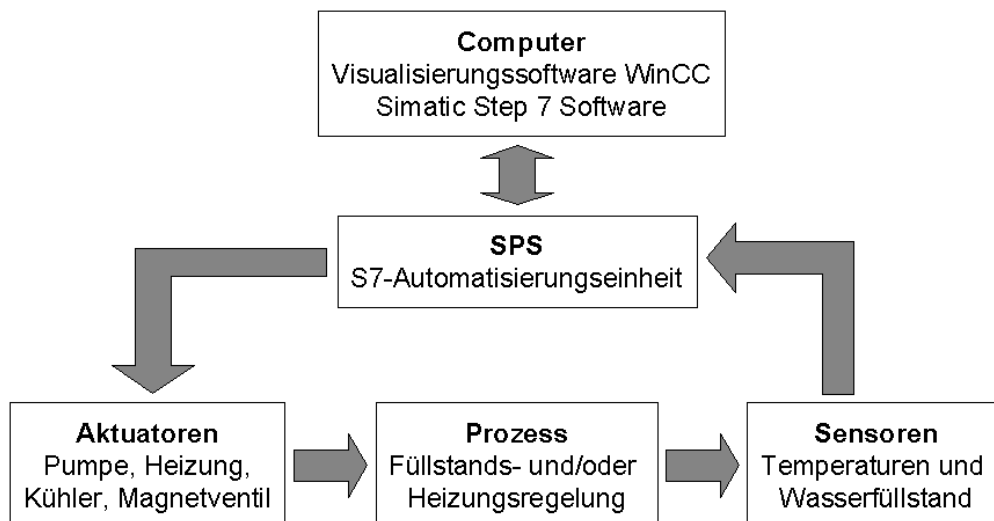 Computer
Visualisierungssoftware WinCC
Simatic Step 7 Software
SPS
S7-Automatisierungseinheit
Aktuatoren
Pumpe, Heizung,
Kühler, Magnetventil
Prozess
Füllstands- und/oder
Heizungsregelung
Sensoren
Temperaturen und
Wasserfüllstand